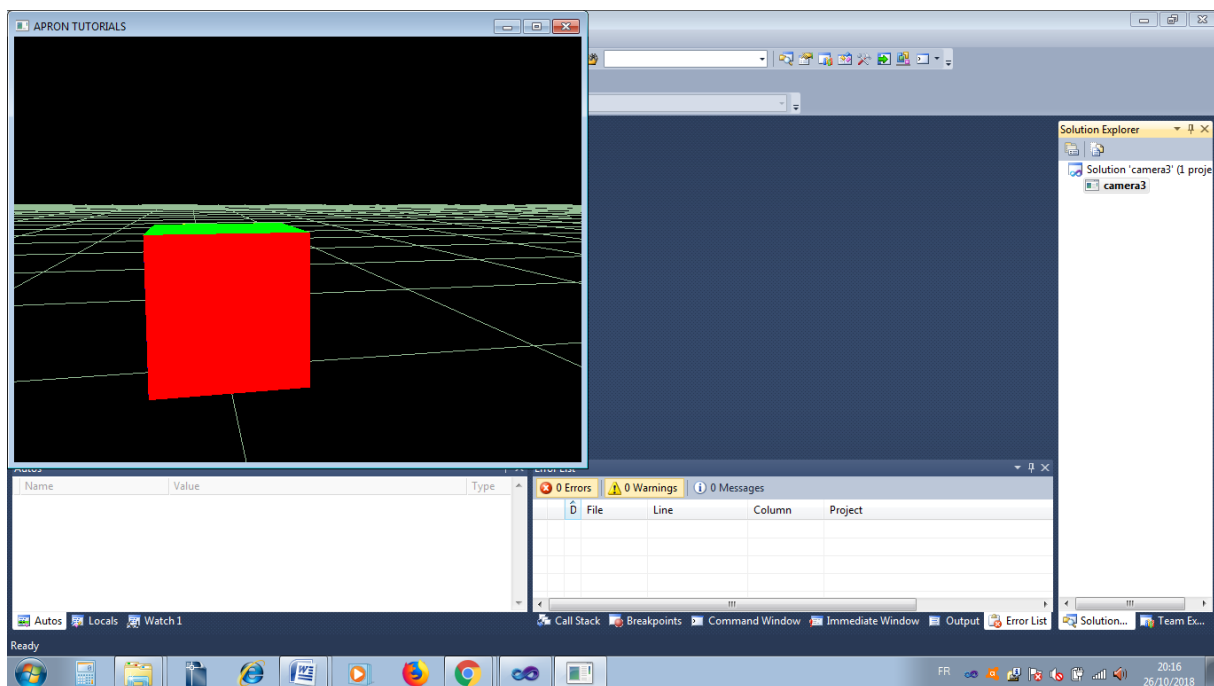 APRON TUTORIALS
Solution Explorer
Solution 'camera3' (1 proje
camera3
Autos
Error List
Name Value Type
0 Errors 0 Warnings 0 Messages
D File Line Column Project
Autos Locals Watch 1
Call Stack Breakpoints Command Window Immediate Window Output Error List
Solution... Team Ex...
Ready
FR
20:16
26/10/2018